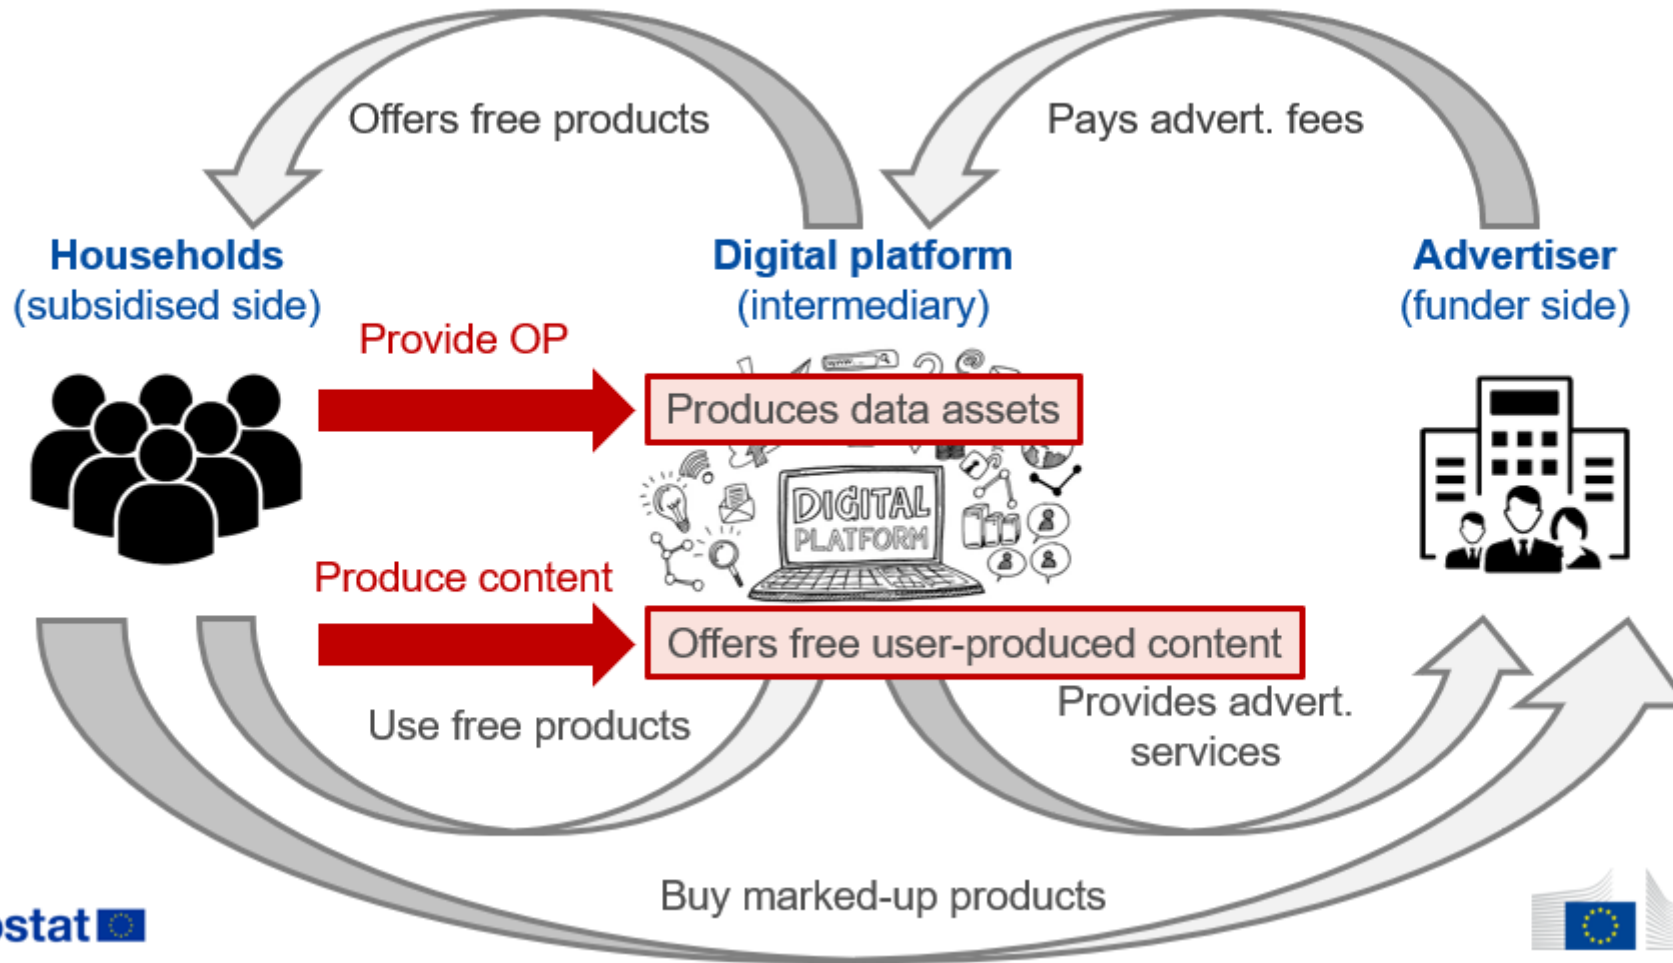 Offers free products
Pays advert. fees
Households
(subsidised side)
Digital platform
(intermediary)
Advertiser
(funder side)
Provide OP
Produces data assets
DIGITAL
PLATFORM
Produce content
Offers free user-produced content
Use free products
Provides advert.
services
Buy marked-up products
ostat